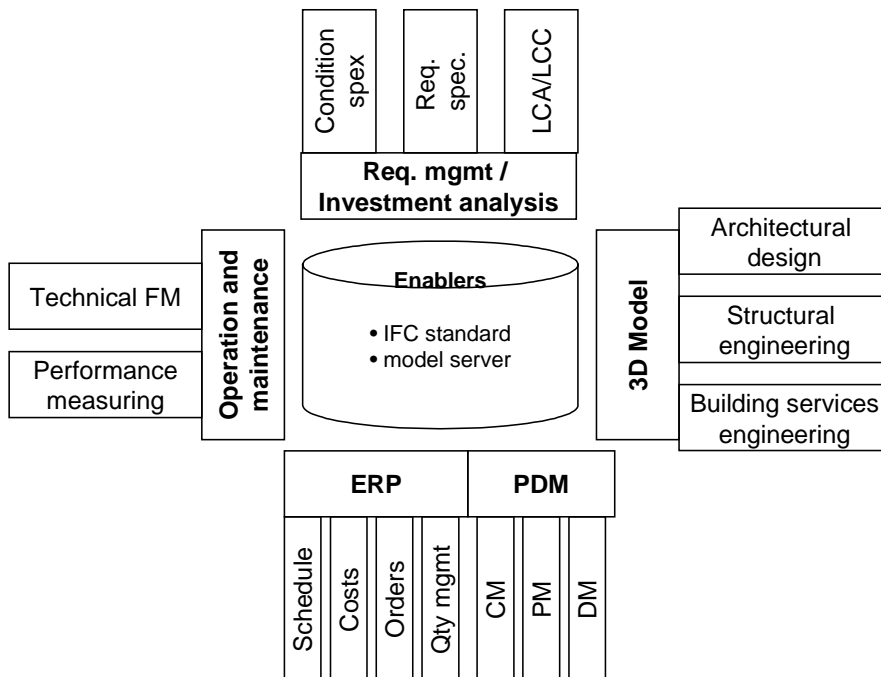 Condition
spex
Req.
spec.
LCA/LCC
Req. mgmt /
Investment analysis
Technical FM
Performance
measuring
Operation and
maintenance
Enablers
• IFC standard
• model server
3D Model
Architectural
design
Structural
engineering
Building services
engineering
ERP
PDM
Schedule
Costs
Orders
Qty mgmt
CM
PM
DM